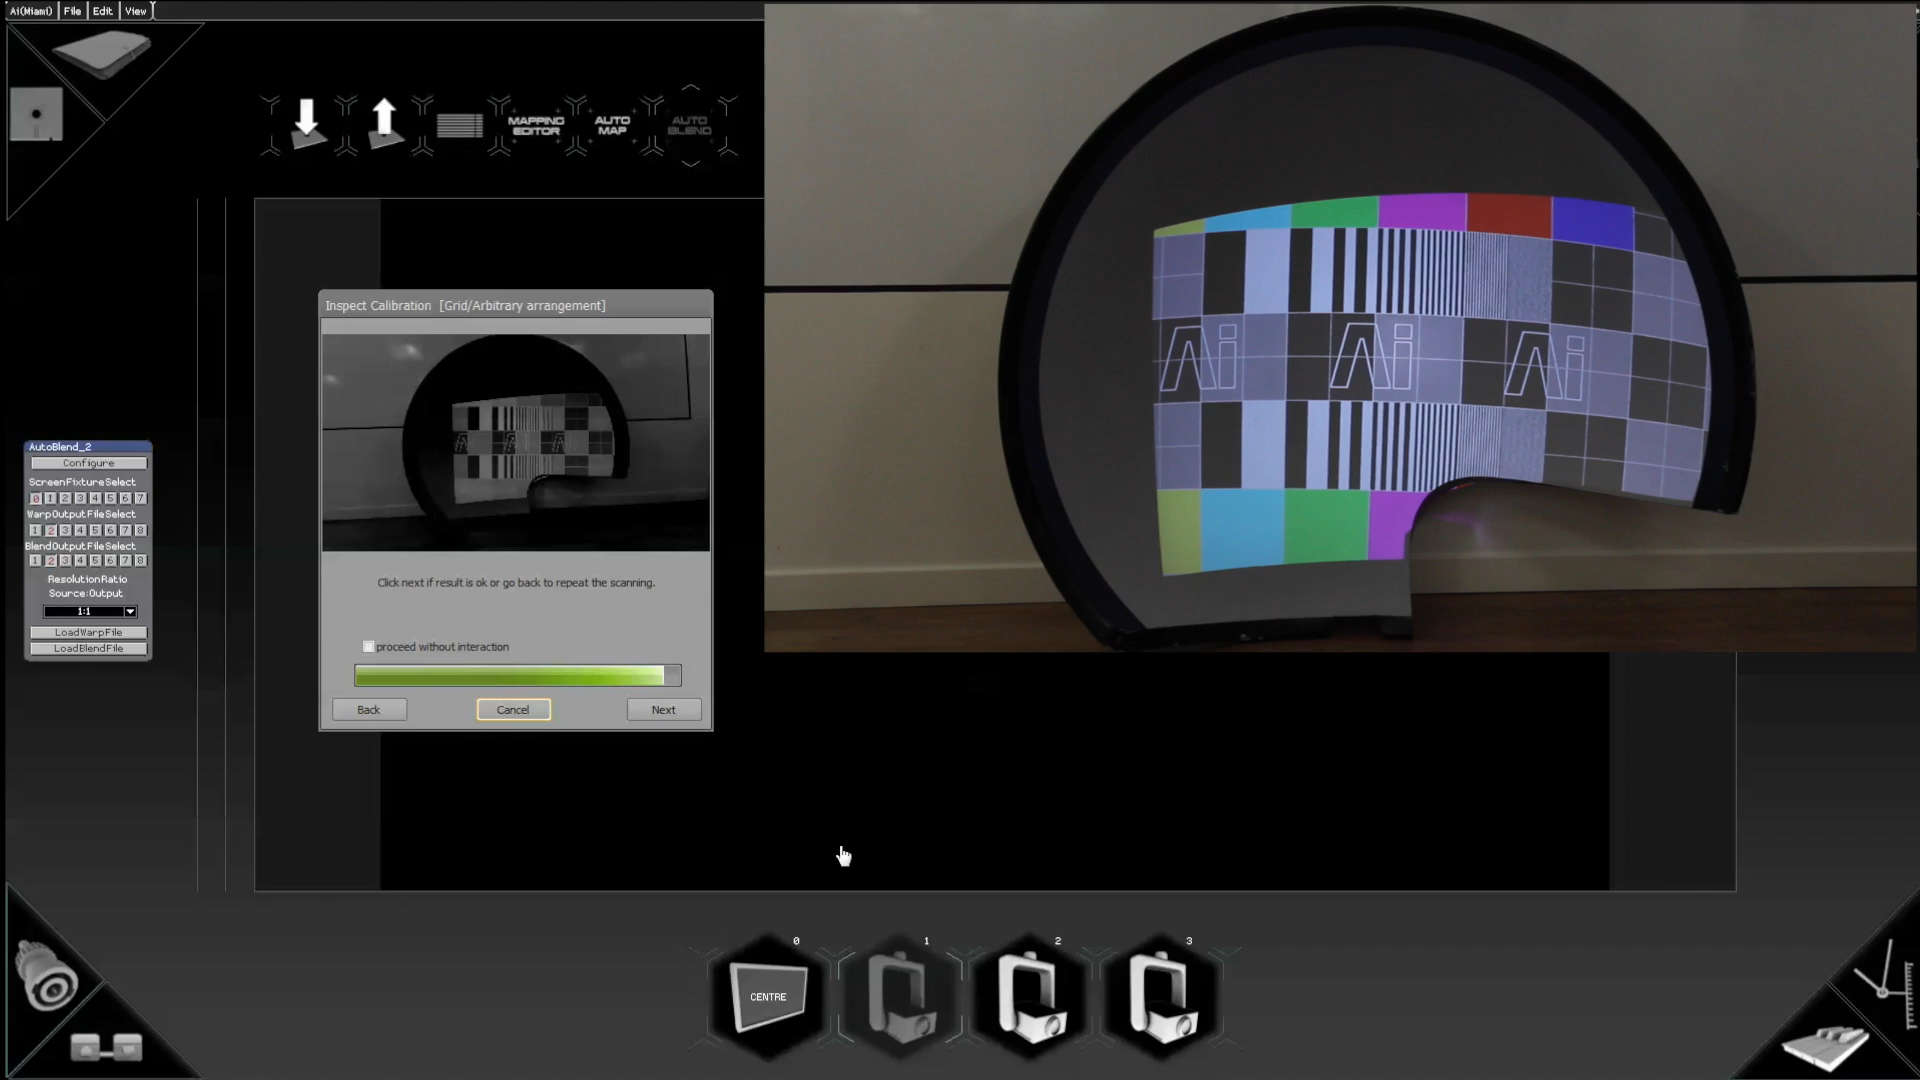 Ai(Miami) File Edit View
MAPPING EDITOR
AUTO MAP
AUTO BLEND
Inspect Calibration [Grid/Arbitrary arrangement]
Ai Ai Ai
AutoBlend_2
Configure
ScreenFixtureSelect
0 1 2 3 4 5 6 7
WarpOutputFileSelect
1 2 3 4 5 6 7 8
BlendOutputFileSelect
1 2 3 4 5 6 7 8
ResolutionRatio
Source:Output
1:1
LoadWarpFile
LoadBlendFile
Click next if result is ok or go back to repeat the scanning.
proceed without interaction
Back Cancel Next
0 1 2 3
CENTRE